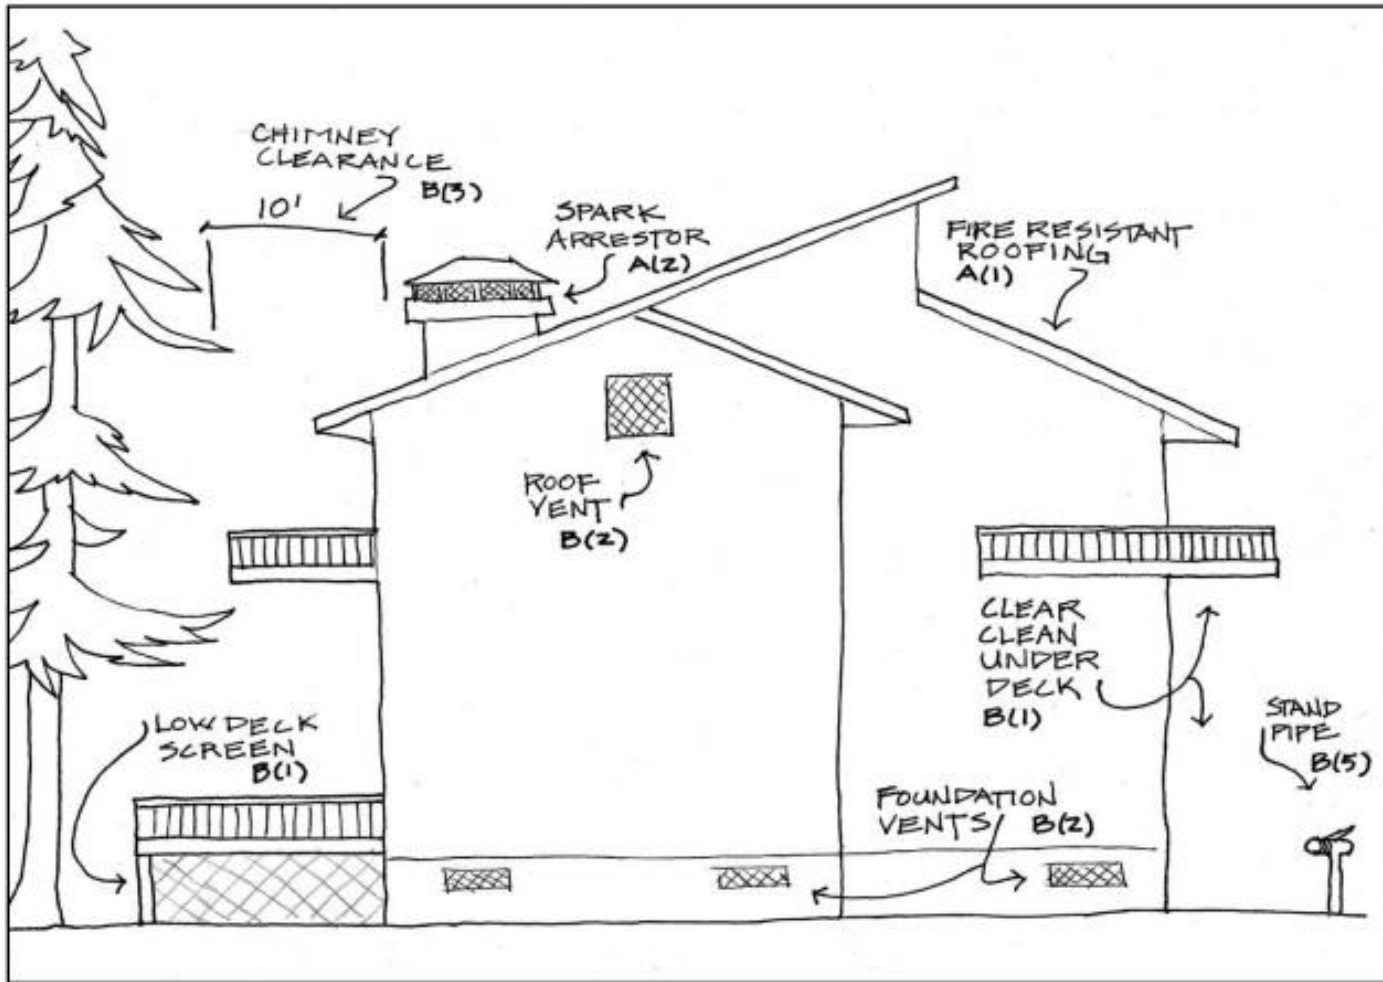 CHIMNEY
CLEARANCE
B(3)
10'
SPARK
ARRESTOR
A(2)
FIRE RESISTANT
ROOFING
A(1)
ROOF
VENT
B(2)
CLEAR
CLEAN
UNDER
DECK
B(1)
LOW DECK
SCREEN
B(1)
STAND
PIPE
B(5)
FOUNDATION
VENTS B(2)